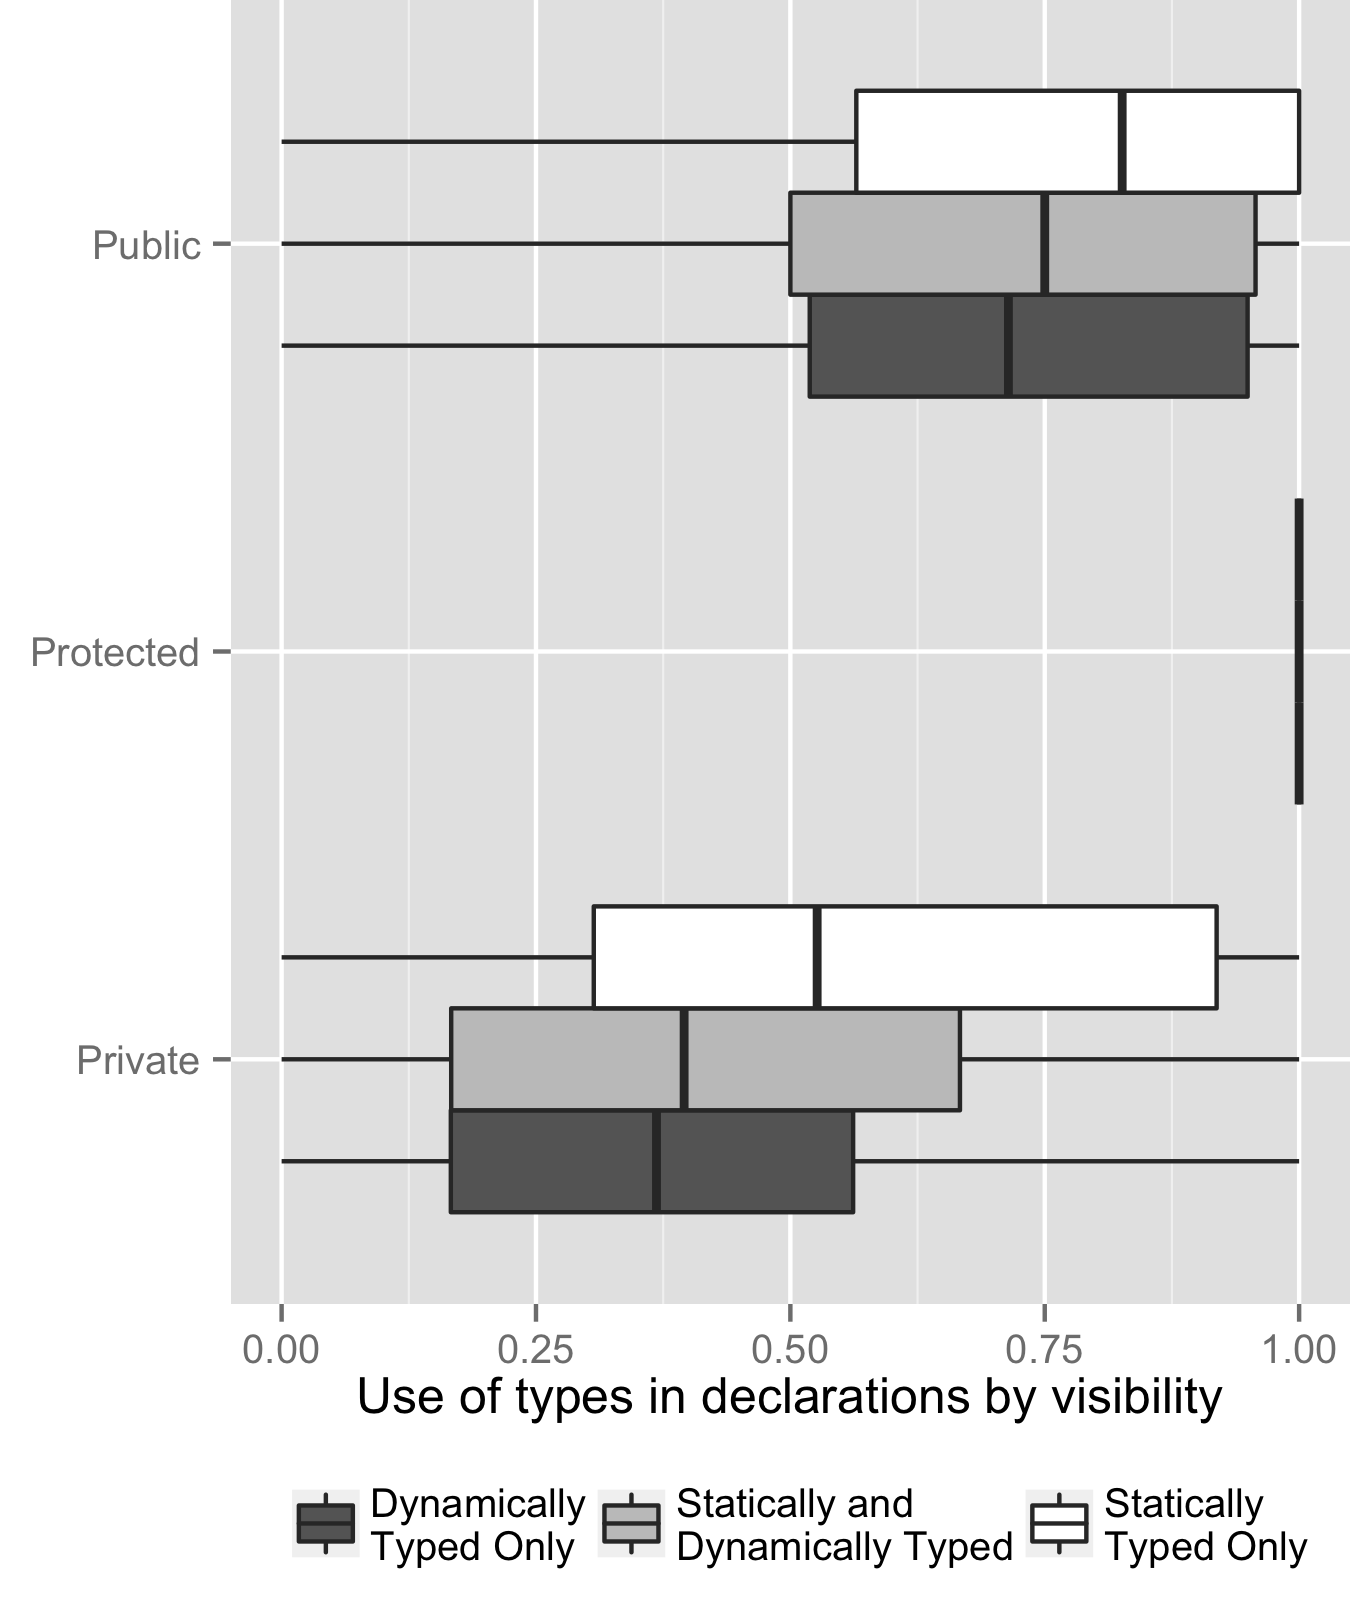 Public
Protected
Private
0.00 0.25 0.50 0.75 1.00
Use of types in declarations by visibility
Dynamically
Typed Only
Statically and
Dynamically Typed
Statically
Typed Only